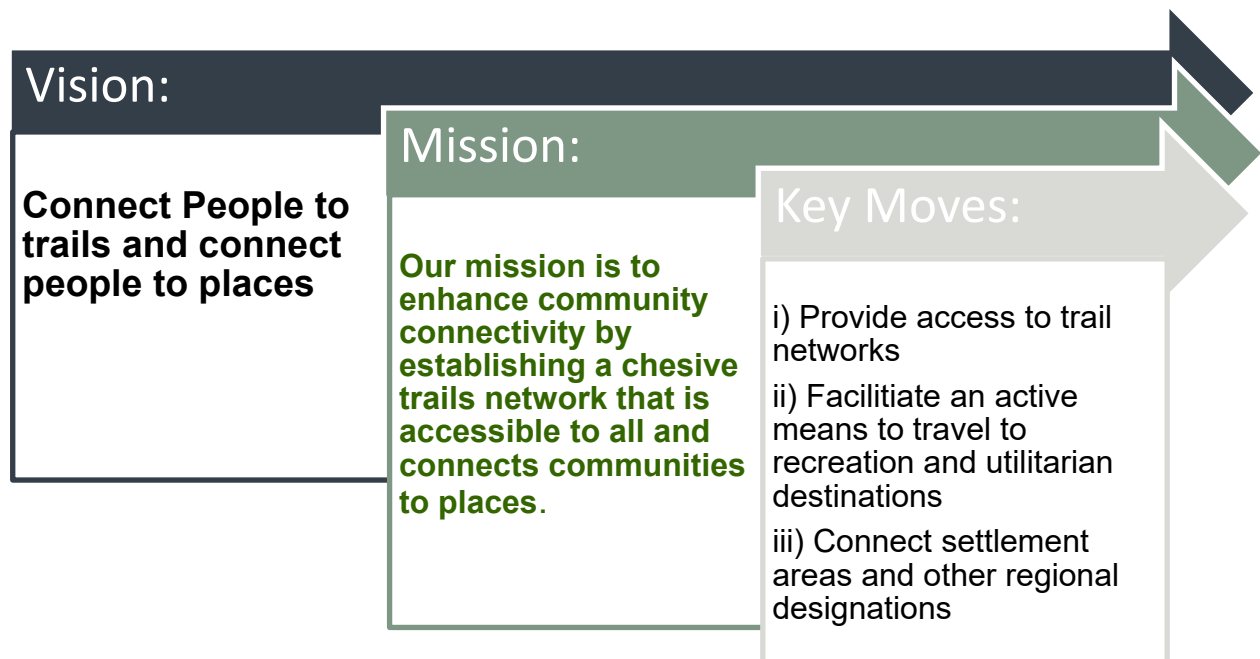 Vision:
Connect People to
trails and connect
people to places
Mission:
Our mission is to
enhance community
connectivity by
establishing a chesive
trails network that is
accessible to all and
connects communities
to places.
Key Moves:
i) Provide access to trail
networks
ii) Facilitiate an active
means to travel to
recreation and utilitarian
destinations
iii) Connect settlement
areas and other regional
designations